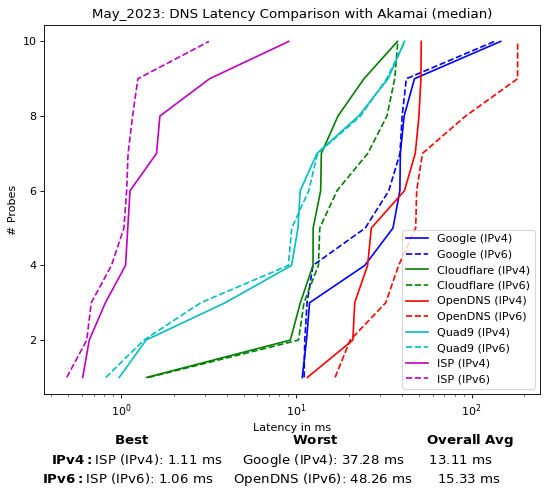 May_2023: DNS Latency Comparison with Akamai (median)
10
8
6
4
2
# Probes
Google (IPv4)
Google (IPv6)
Cloudflare (IPv4)
Cloudflare (IPv6)
OpenDNS (IPv4)
OpenDNS (IPv6)
Quad9 (IPv4)
Quad9 (IPv6)
ISP (IPv4)
ISP (IPv6)
10⁰ 10¹ 10²
Latency in ms
Best Worst Overall Avg
IPv4: ISP (IPv4): 1.11 ms Google (IPv4): 37.28 ms 13.11 ms
IPv6: ISP (IPv6): 1.06 ms OpenDNS (IPv6): 48.26 ms 15.33 ms